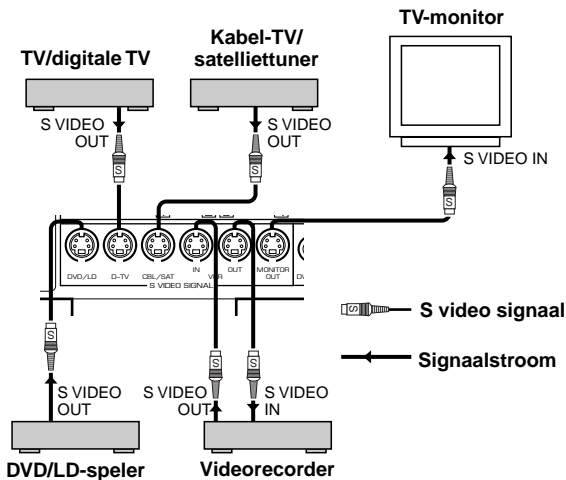 TV-monitor
TV/digitale TV
Kabel-TV/
satelliettuner
S VIDEO
OUT
S VIDEO
OUT
S VIDEO IN
S
S
S
DVD/LD
D-TV
CBL/SAT
IN
VCR
OUT
MONITOR
OUT
DV
S VIDEO SIGNAL
S
S video signaal
S
S
S
Signaalstroom
S VIDEO
OUT
S VIDEO
OUT
S VIDEO
IN
DVD/LD-speler
Videorecorder